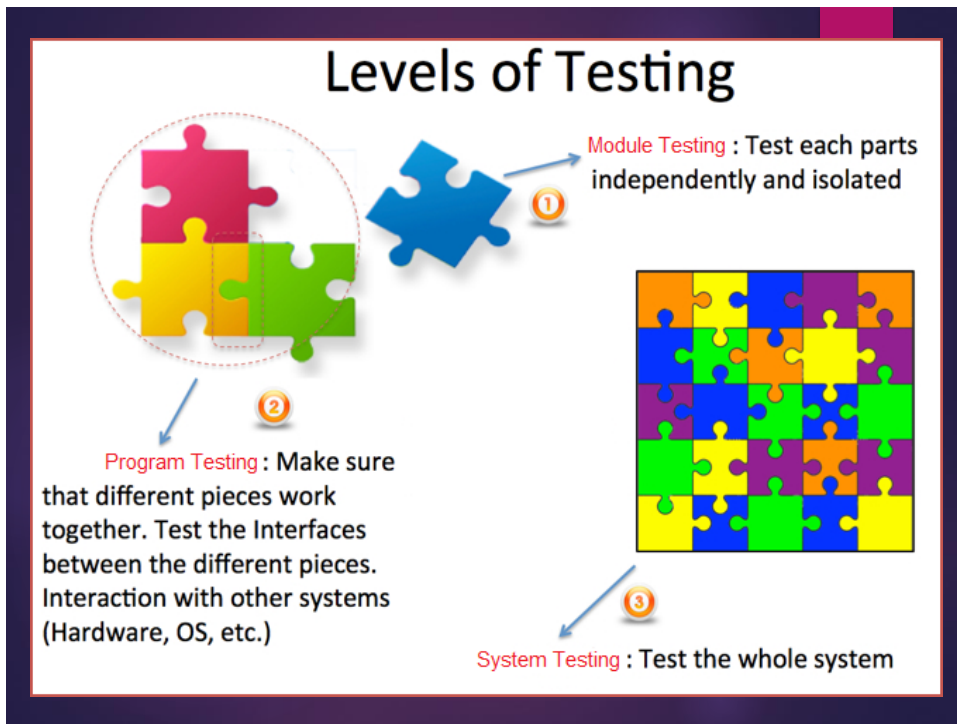 Levels of Testing
Module Testing : Test each parts
independently and isolated
1
2
Program Testing : Make sure
that different pieces work
together. Test the Interfaces
between the different pieces.
Interaction with other systems
(Hardware, OS, etc.)
3
System Testing : Test the whole system